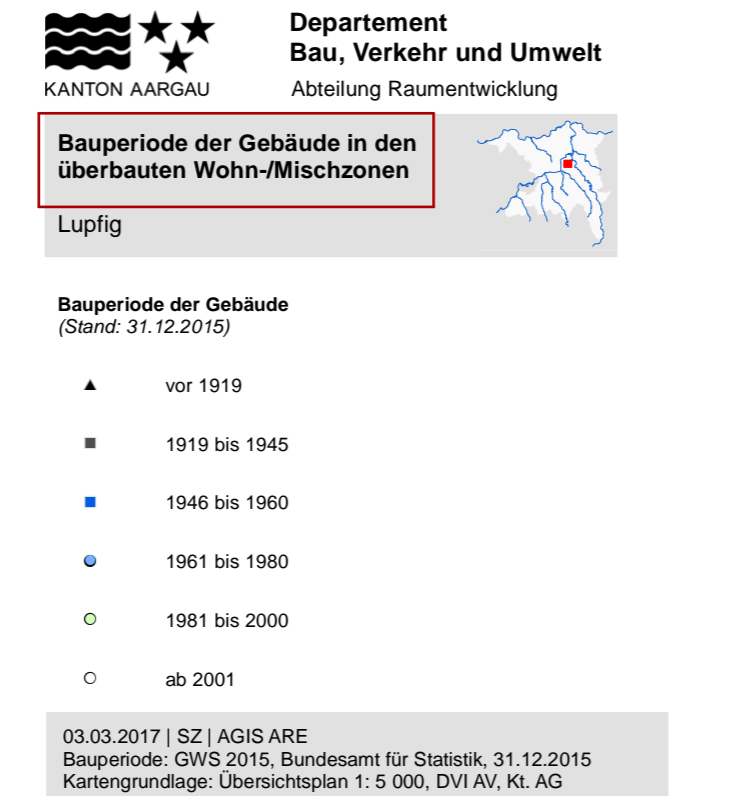 Departement
Bau, Verkehr und Umwelt
KANTON AARGAU
Abteilung Raumentwicklung
Bauperiode der Gebäude in den
überbauten Wohn-/Mischzonen
Lupfig
Bauperiode der Gebäude
(Stand: 31.12.2015)
vor 1919
1919 bis 1945
1946 bis 1960
1961 bis 1980
1981 bis 2000
ab 2001
03.03.2017 | SZ | AGIS ARE
Bauperiode: GWS 2015, Bundesamt für Statistik, 31.12.2015
Kartengrundlage: Übersichtsplan 1: 5 000, DVI AV, Kt. AG